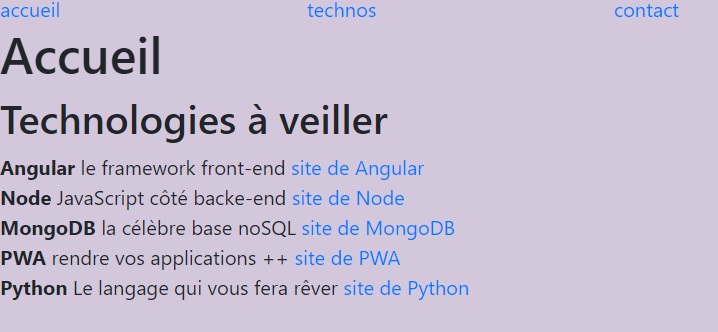 accueil technos contact
Accueil
Technologies à veiller
Angular le framework front-end site de Angular
Node JavaScript côté backe-end site de Node
MongoDB la célèbre base noSQL site de MongoDB
PWA rendre vos applications ++ site de PWA
Python Le langage qui vous fera rêver site de Python